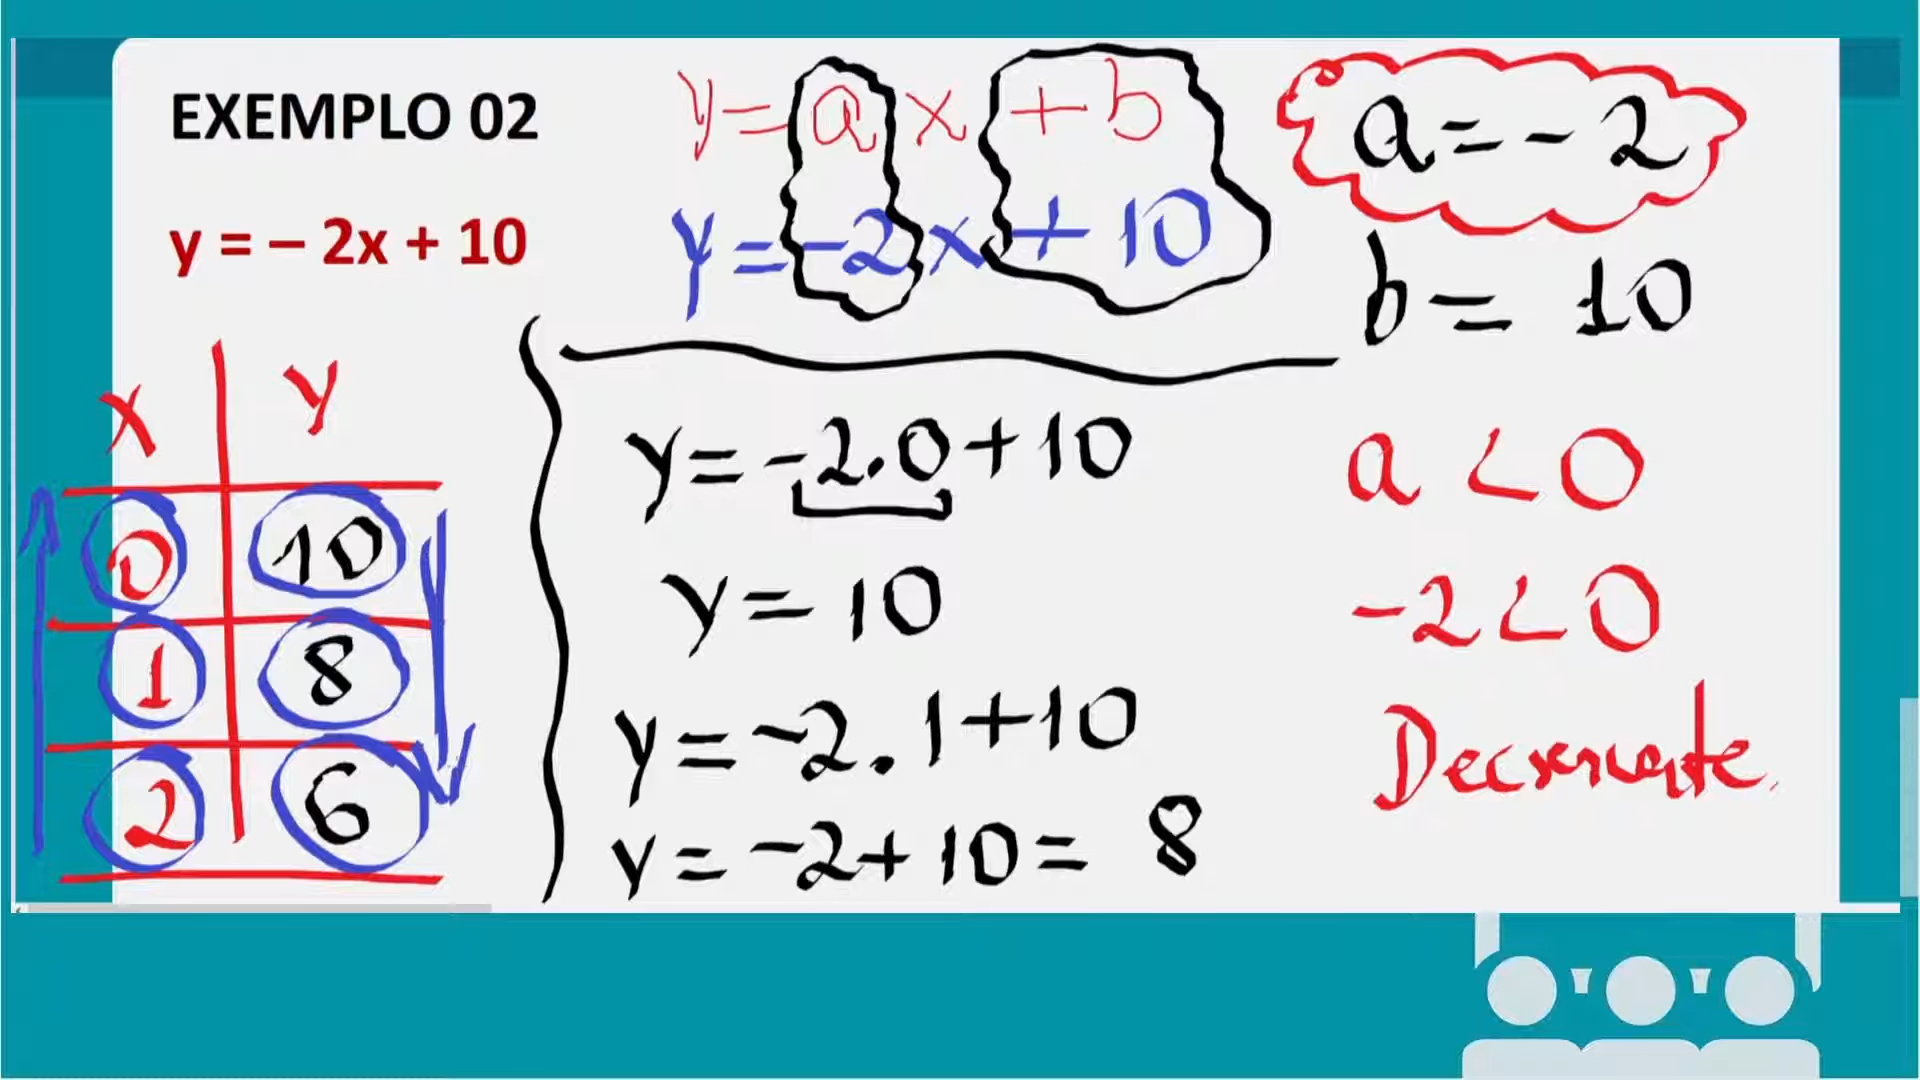 EXEMPLO 02
y = – 2x + 10
y = a x + b
y = -2x + 10
a = - 2
b = 10
x y
0 10
1 8
2 6
y = -2.0 + 10
y = 10
y = -2.1 + 10
y = -2 + 10 = 8
a < 0
-2 < 0
Decrescente